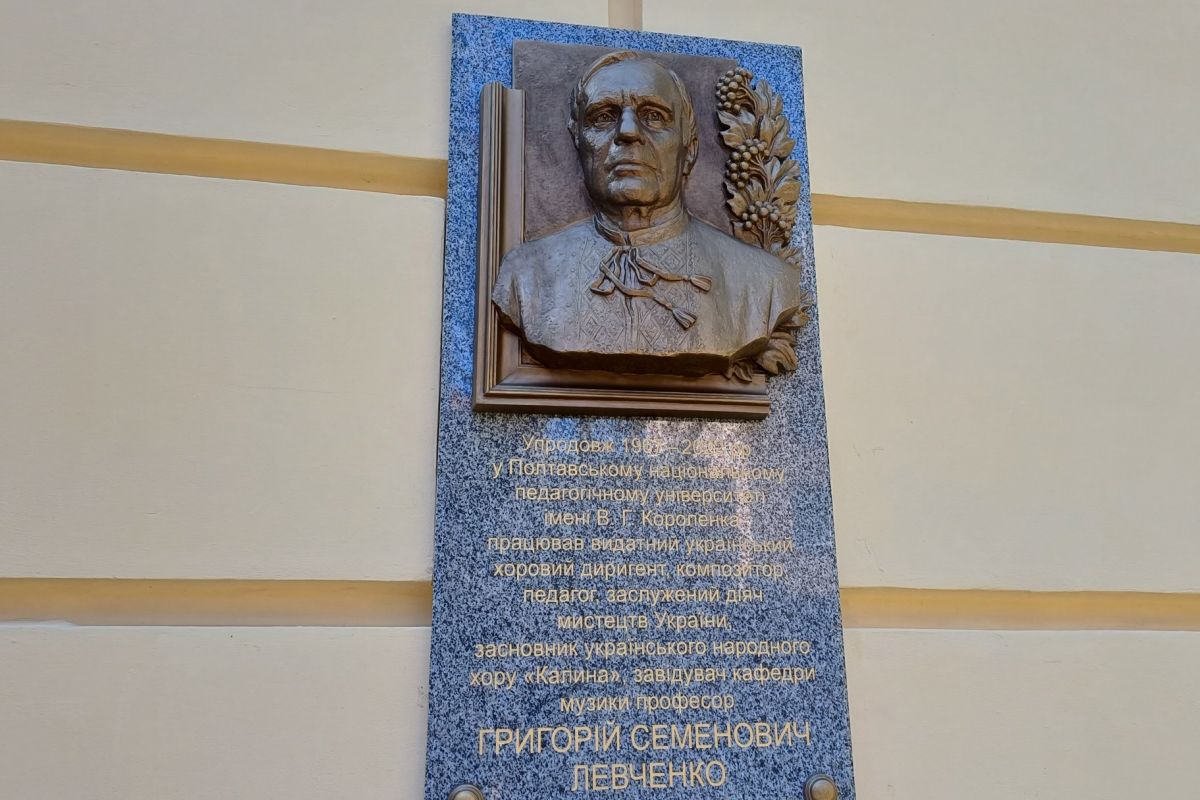 Упродовж рр.
у Полтавському національному
педагогічному університеті
імені В. Г. Короленка
працював видатний український
хоровий диригент, композитор,
педагог, заслужений діяч
мистецтв України,
засновник українського народного
хору «Калина», завідувач кафедри
музики професор
ГРИГОРІЙ СЕМЕНОВИЧ
ЛЕВЧЕНКО